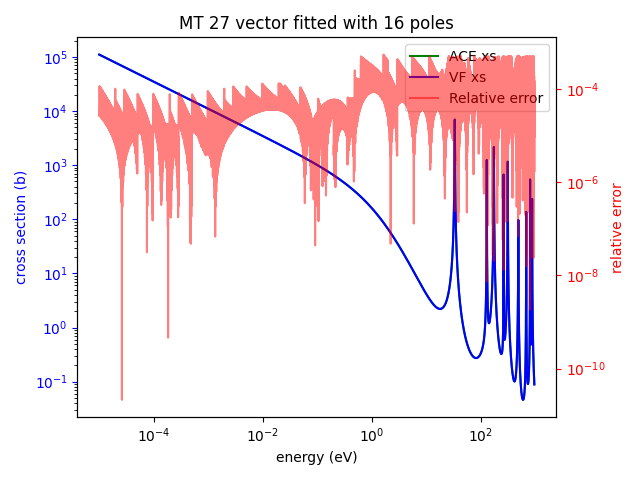 MT 27 vector fitted with 16 poles
ACE xs
VF xs
Relative error
10^5
10^4
10^3
10^2
10^1
10^0
10^-1
cross section (b)
10^-4
10^-6
10^-8
10^-10
relative error
10^-4
10^-2
10^0
10^2
energy (eV)